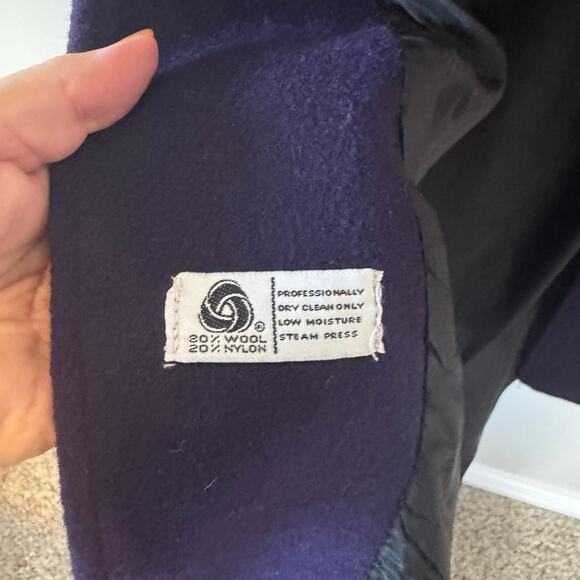 80% WOOL
20% NYLON
PROFESSIONALLY
DRY CLEAN ONLY
LOW MOISTURE
STEAM PRESS